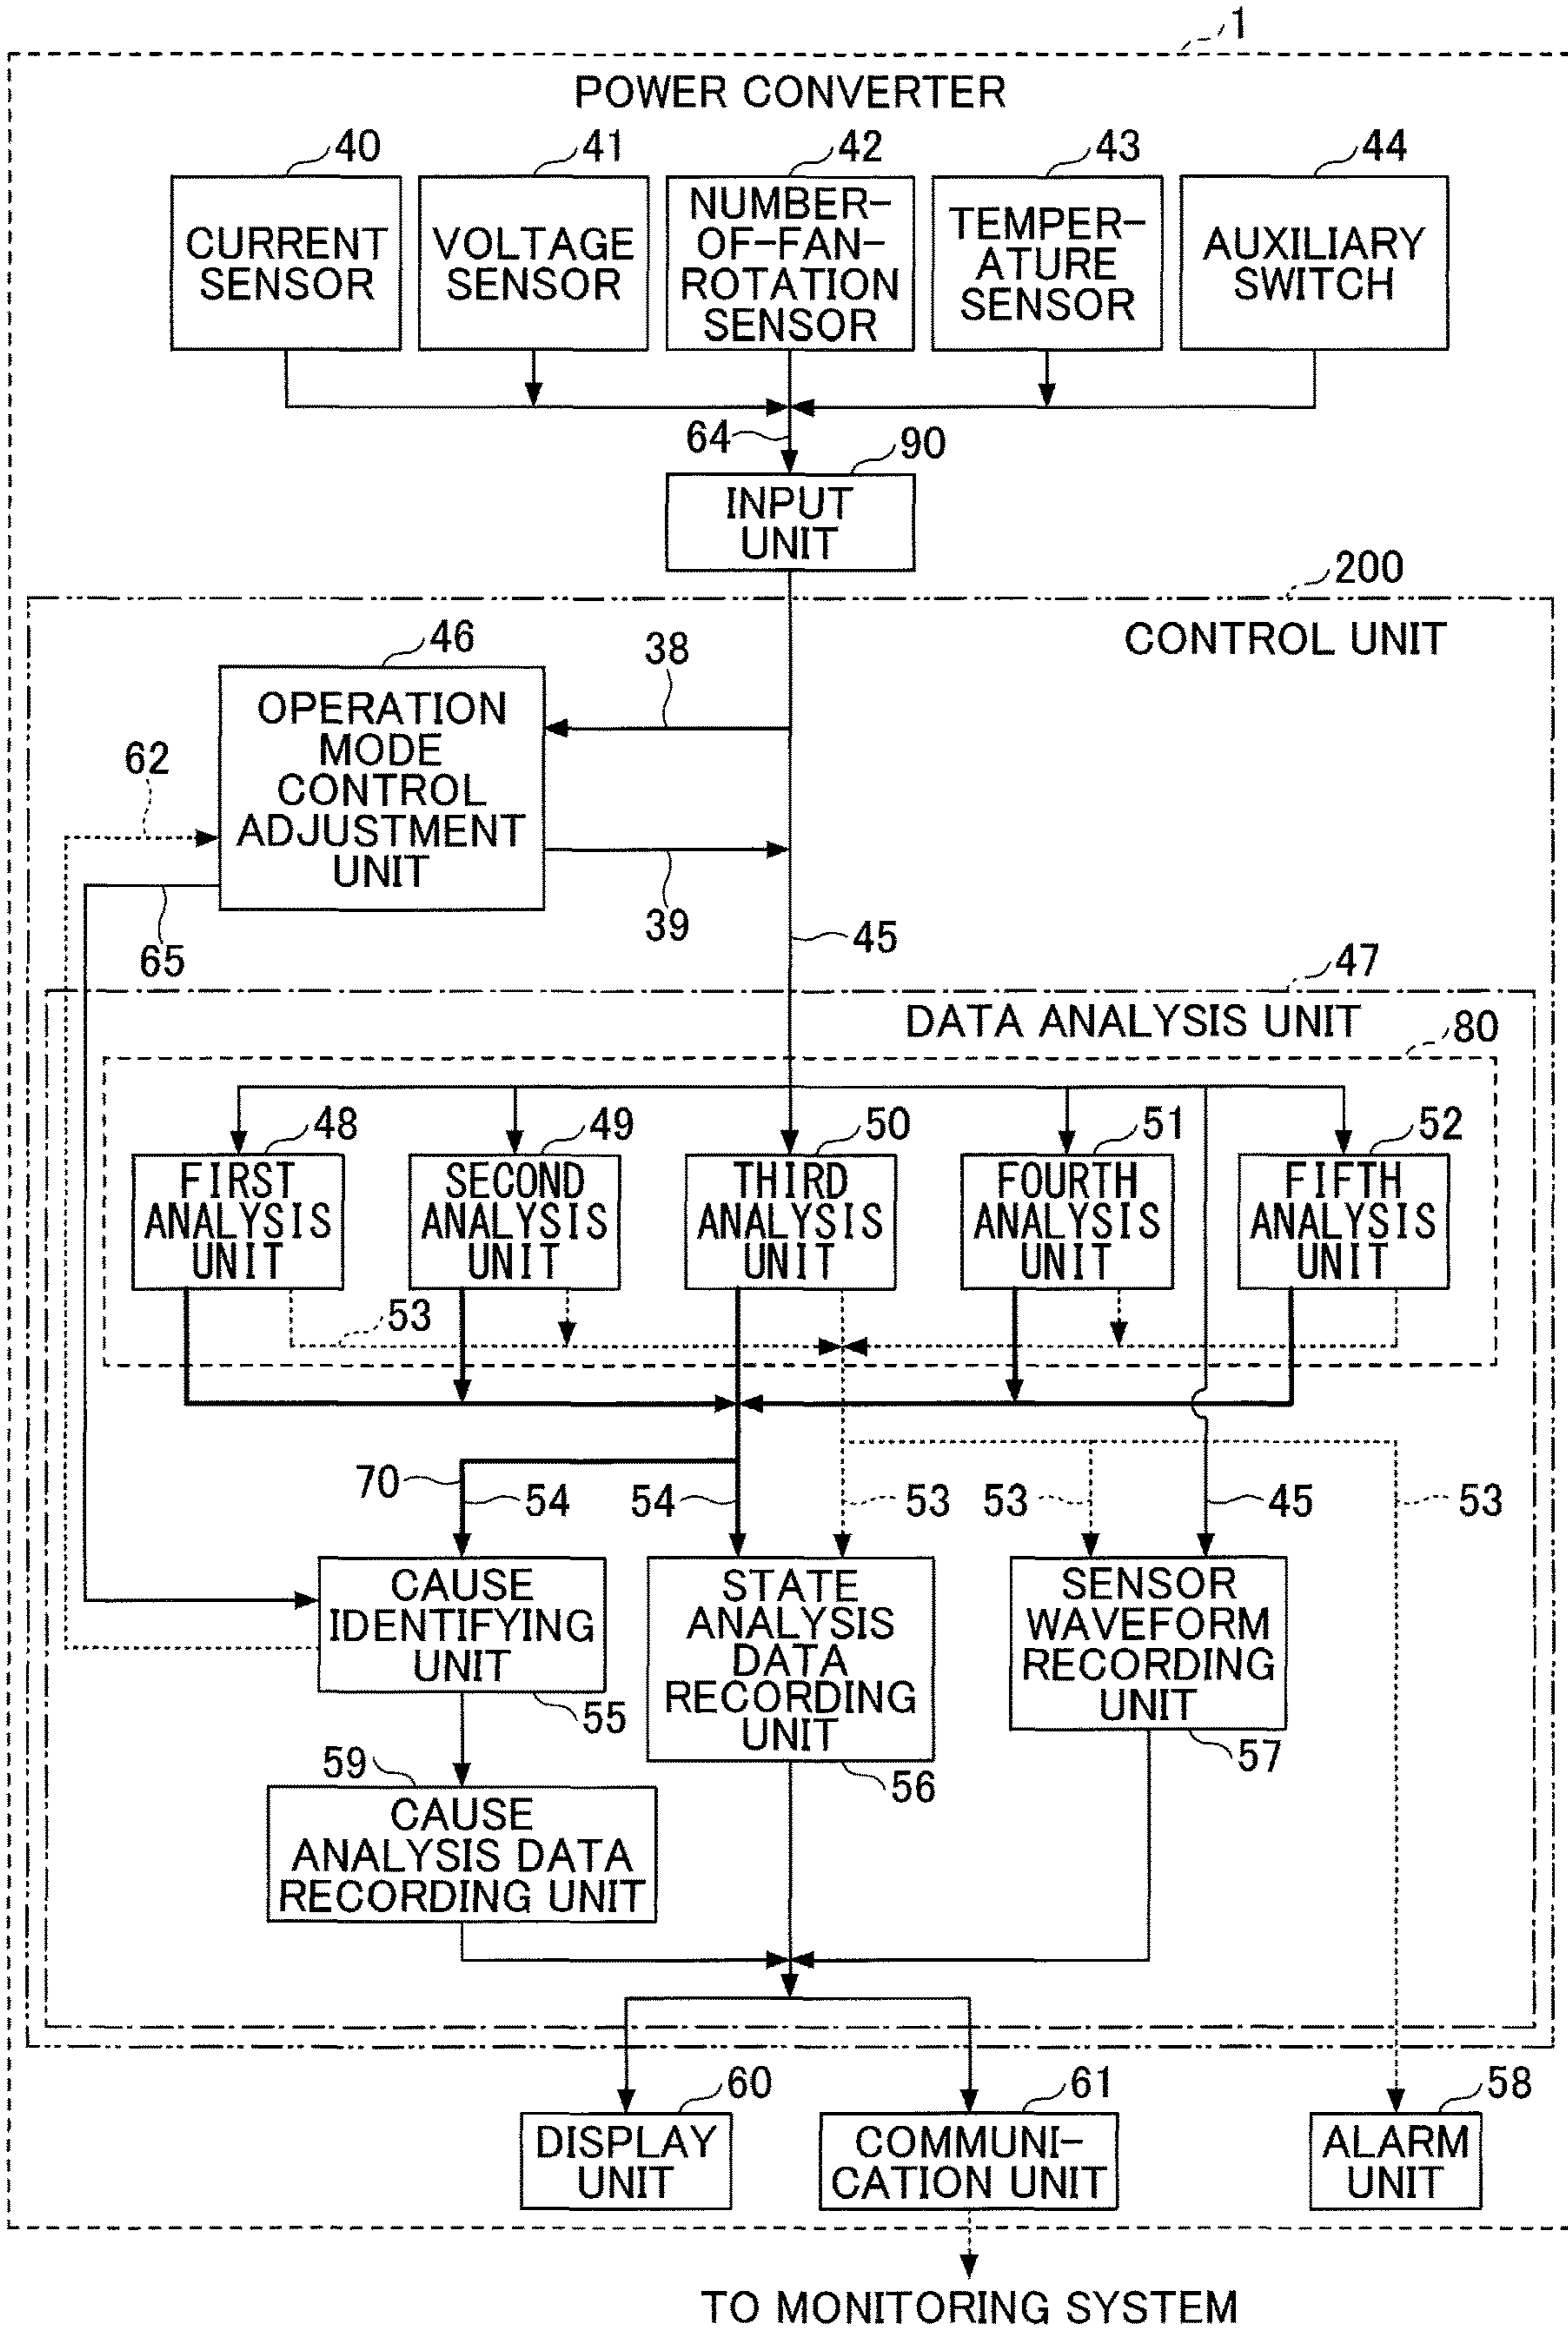 1
POWER CONVERTER
40
41
42
43
44
CURRENT
SENSOR
VOLTAGE
SENSOR
NUMBER-
OF-FAN-
ROTATION
SENSOR
TEMPER-
ATURE
SENSOR
AUXILIARY
SWITCH
64
90
INPUT
UNIT
200
CONTROL UNIT
46
38
OPERATION
MODE
CONTROL
ADJUSTMENT
UNIT
62
65
39
45
47
DATA ANALYSIS UNIT
80
48
49
50
51
52
FIRST
ANALYSIS
UNIT
SECOND
ANALYSIS
UNIT
THIRD
ANALYSIS
UNIT
FOURTH
ANALYSIS
UNIT
FIFTH
ANALYSIS
UNIT
53
70
54
54
53
53
45
53
CAUSE
IDENTIFYING
UNIT
55
STATE
ANALYSIS
DATA
RECORDING
UNIT
56
SENSOR
WAVEFORM
RECORDING
UNIT
57
59
CAUSE
ANALYSIS DATA
RECORDING UNIT
60
61
58
DISPLAY
UNIT
COMMUNI-
CATION UNIT
ALARM
UNIT
TO MONITORING SYSTEM